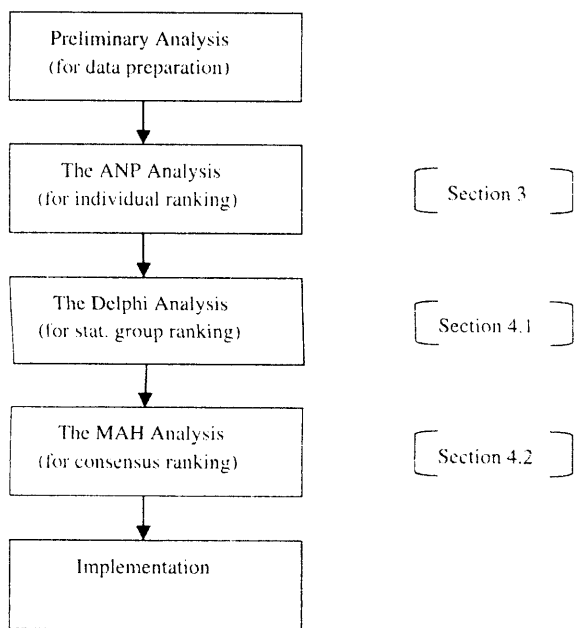 Preliminary Analysis
(for data preparation)
The ANP Analysis
(for individual ranking)
Section 3
The Delphi Analysis
(for stat. group ranking)
Section 4.1
The MAH Analysis
(for consensus ranking)
Section 4.2
Implementation